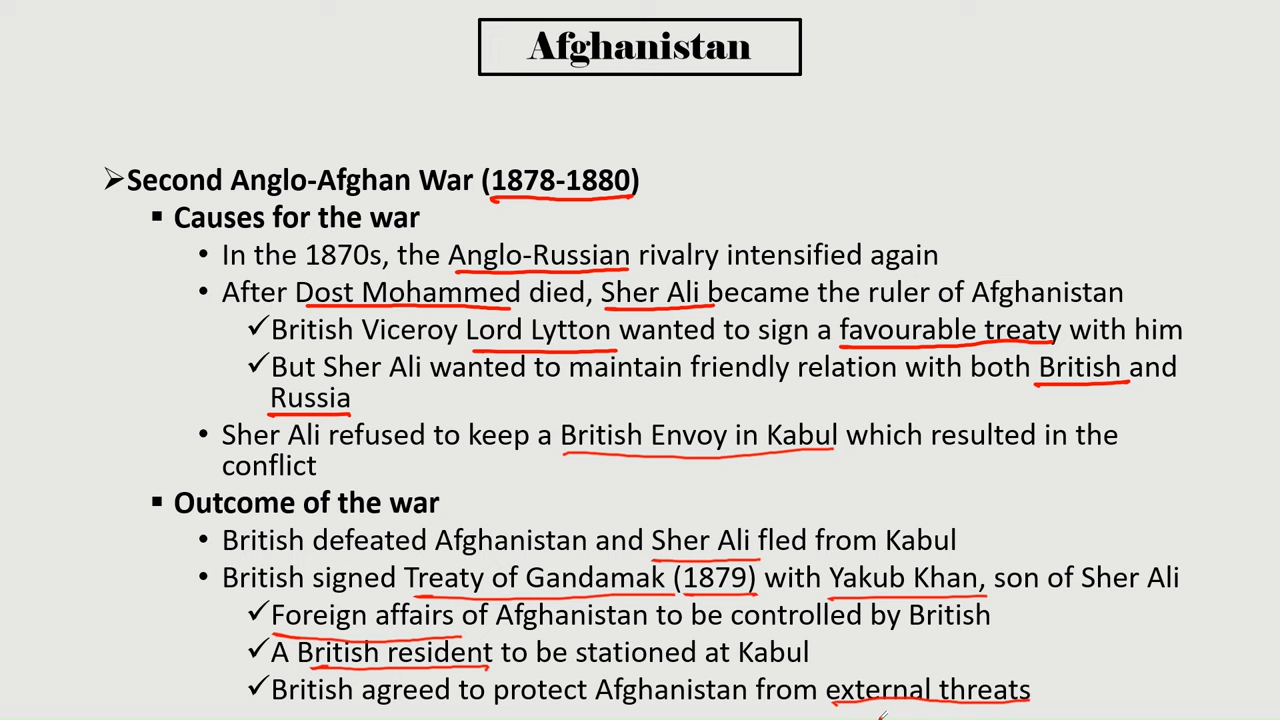 Afghanistan
➢Second Anglo-Afghan War (1878-1880)
▪ Causes for the war
• In the 1870s, the Anglo-Russian rivalry intensified again
• After Dost Mohammed died, Sher Ali became the ruler of Afghanistan
✓British Viceroy Lord Lytton wanted to sign a favourable treaty with him
✓But Sher Ali wanted to maintain friendly relation with both British and
Russia
• Sher Ali refused to keep a British Envoy in Kabul which resulted in the
conflict
▪ Outcome of the war
• British defeated Afghanistan and Sher Ali fled from Kabul
• British signed Treaty of Gandamak (1879) with Yakub Khan, son of Sher Ali
✓Foreign affairs of Afghanistan to be controlled by British
✓A British resident to be stationed at Kabul
✓British agreed to protect Afghanistan from external threats